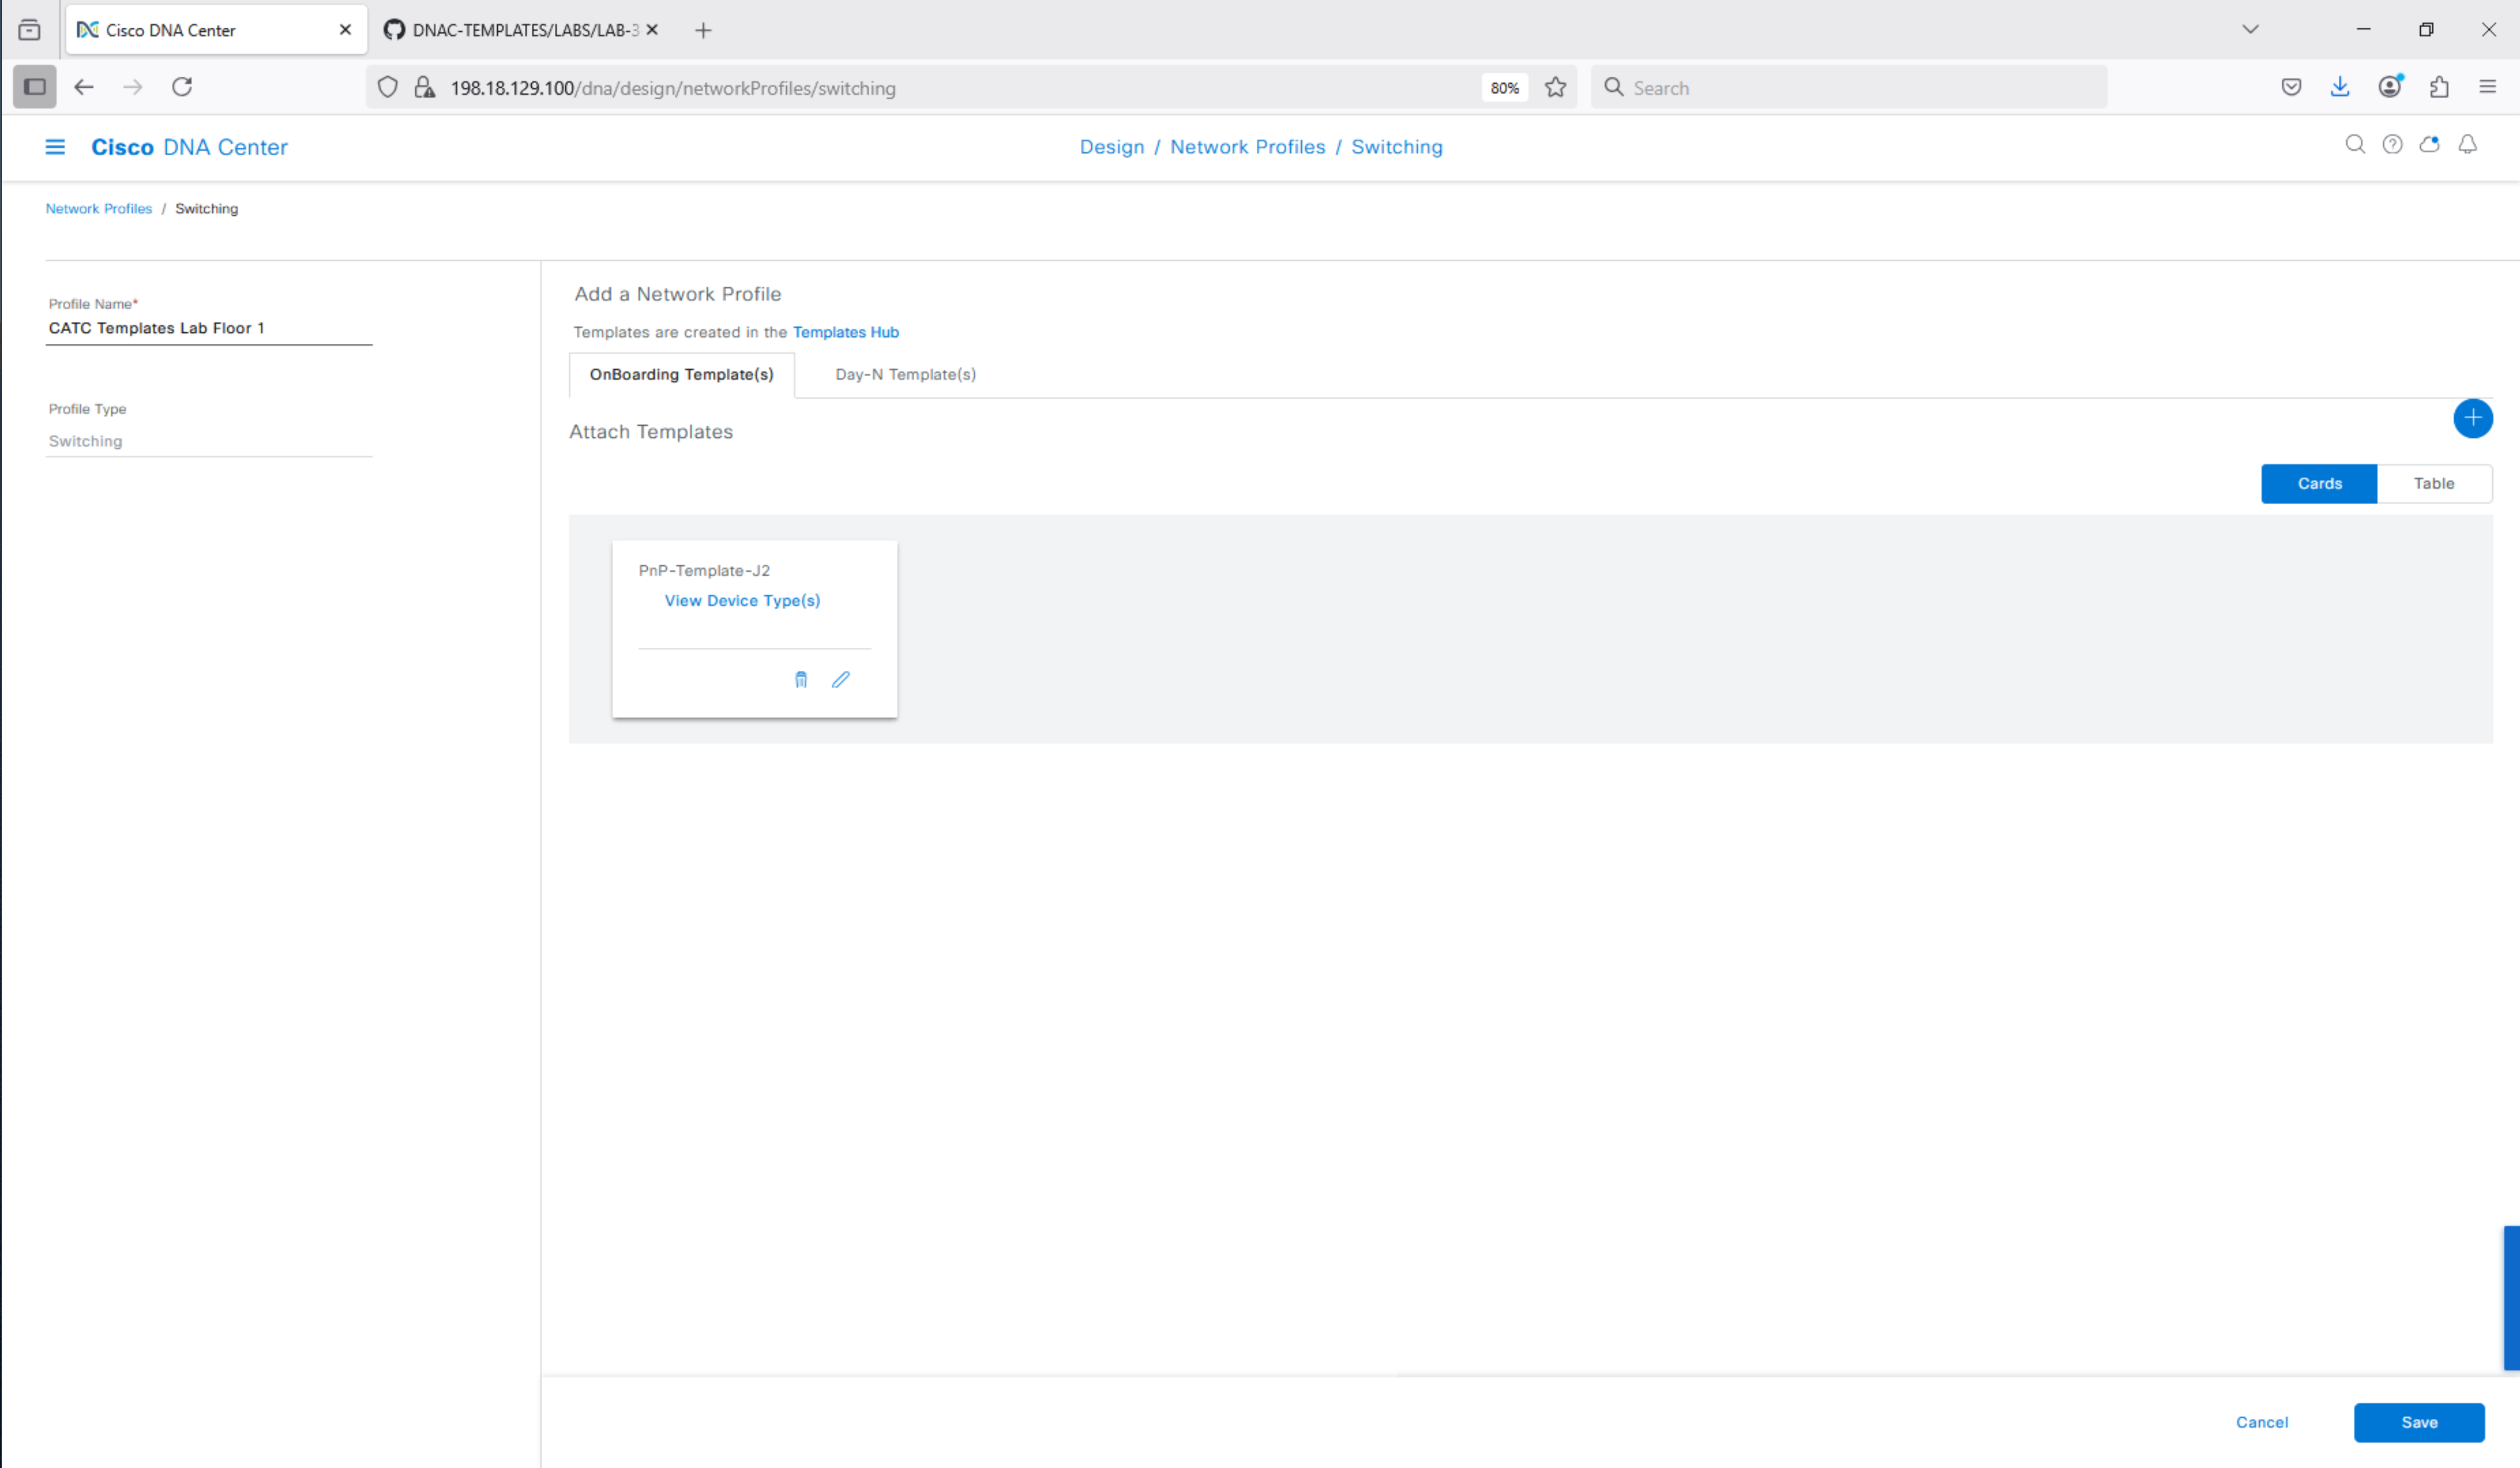 Cisco DNA Center
DNAC-TEMPLATES/LABS/LAB-3
198.18.129.100/dna/design/networkProfiles/switching
80%
Search
Cisco DNA Center
Design / Network Profiles / Switching
Network Profiles / Switching
Profile Name*
CATC Templates Lab Floor 1
Profile Type
Switching
Add a Network Profile
Templates are created in the Templates Hub
OnBoarding Template(s)
Day-N Template(s)
Attach Templates
Cards
Table
PnP-Template-J2
View Device Type(s)
Cancel
Save